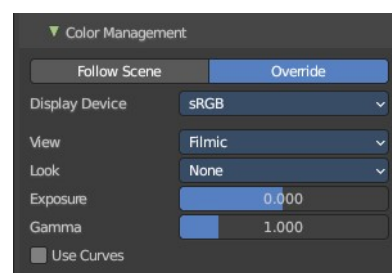 Color Management
Follow Scene Override
Display Device sRGB
View Filmic
Look None
Exposure 0.000
Gamma 1.000
Use Curves